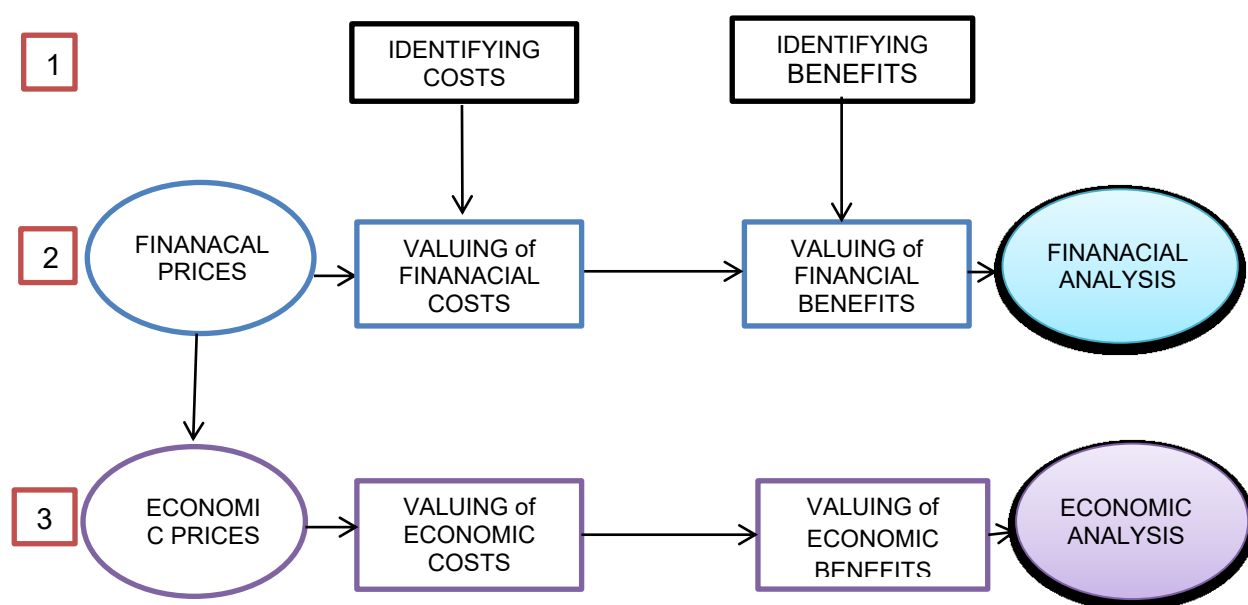 1
IDENTIFYING
COSTS
IDENTIFYING
BENEFITS
2
FINANACAL
PRICES
VALUING of
FINANACIAL
COSTS
VALUING of
FINANCIAL
BENEFITS
FINANACIAL
ANALYSIS
3
ECONOMI
C PRICES
VALUING of
ECONOMIC
COSTS
VALUING of
ECONOMIC
BENEFITS
ECONOMIC
ANALYSIS